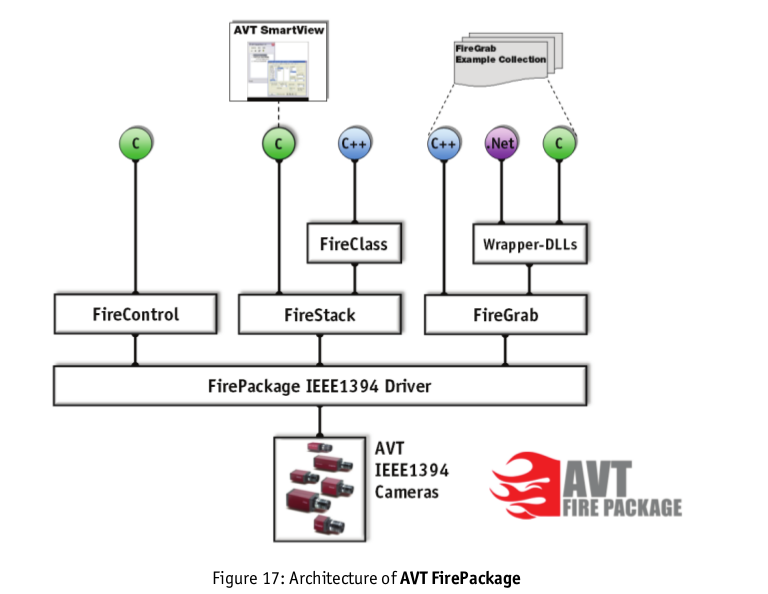 AVT SmartView
FireGrab
Example Collection
C
C
C++
C++
.Net
C
FireClass
Wrapper-DLLs
FireControl
FireStack
FireGrab
FirePackage IEEE1394 Driver
AVT
IEEE1394
Cameras
AVT
FIRE PACKAGE
Figure 17: Architecture of AVT FirePackage